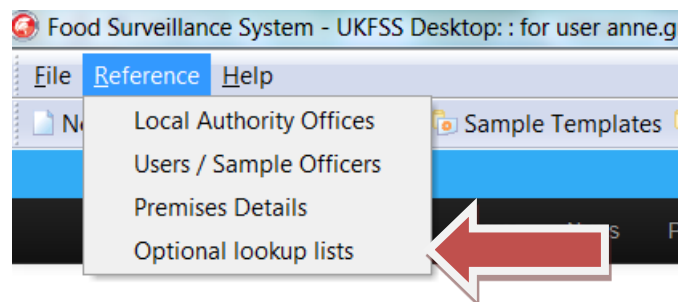 Food Surveillance System - UKFSS Desktop: : for user anne.g
File Reference Help
Sample Templates
Local Authority Offices
Users / Sample Officers
Premises Details
Optional lookup lists